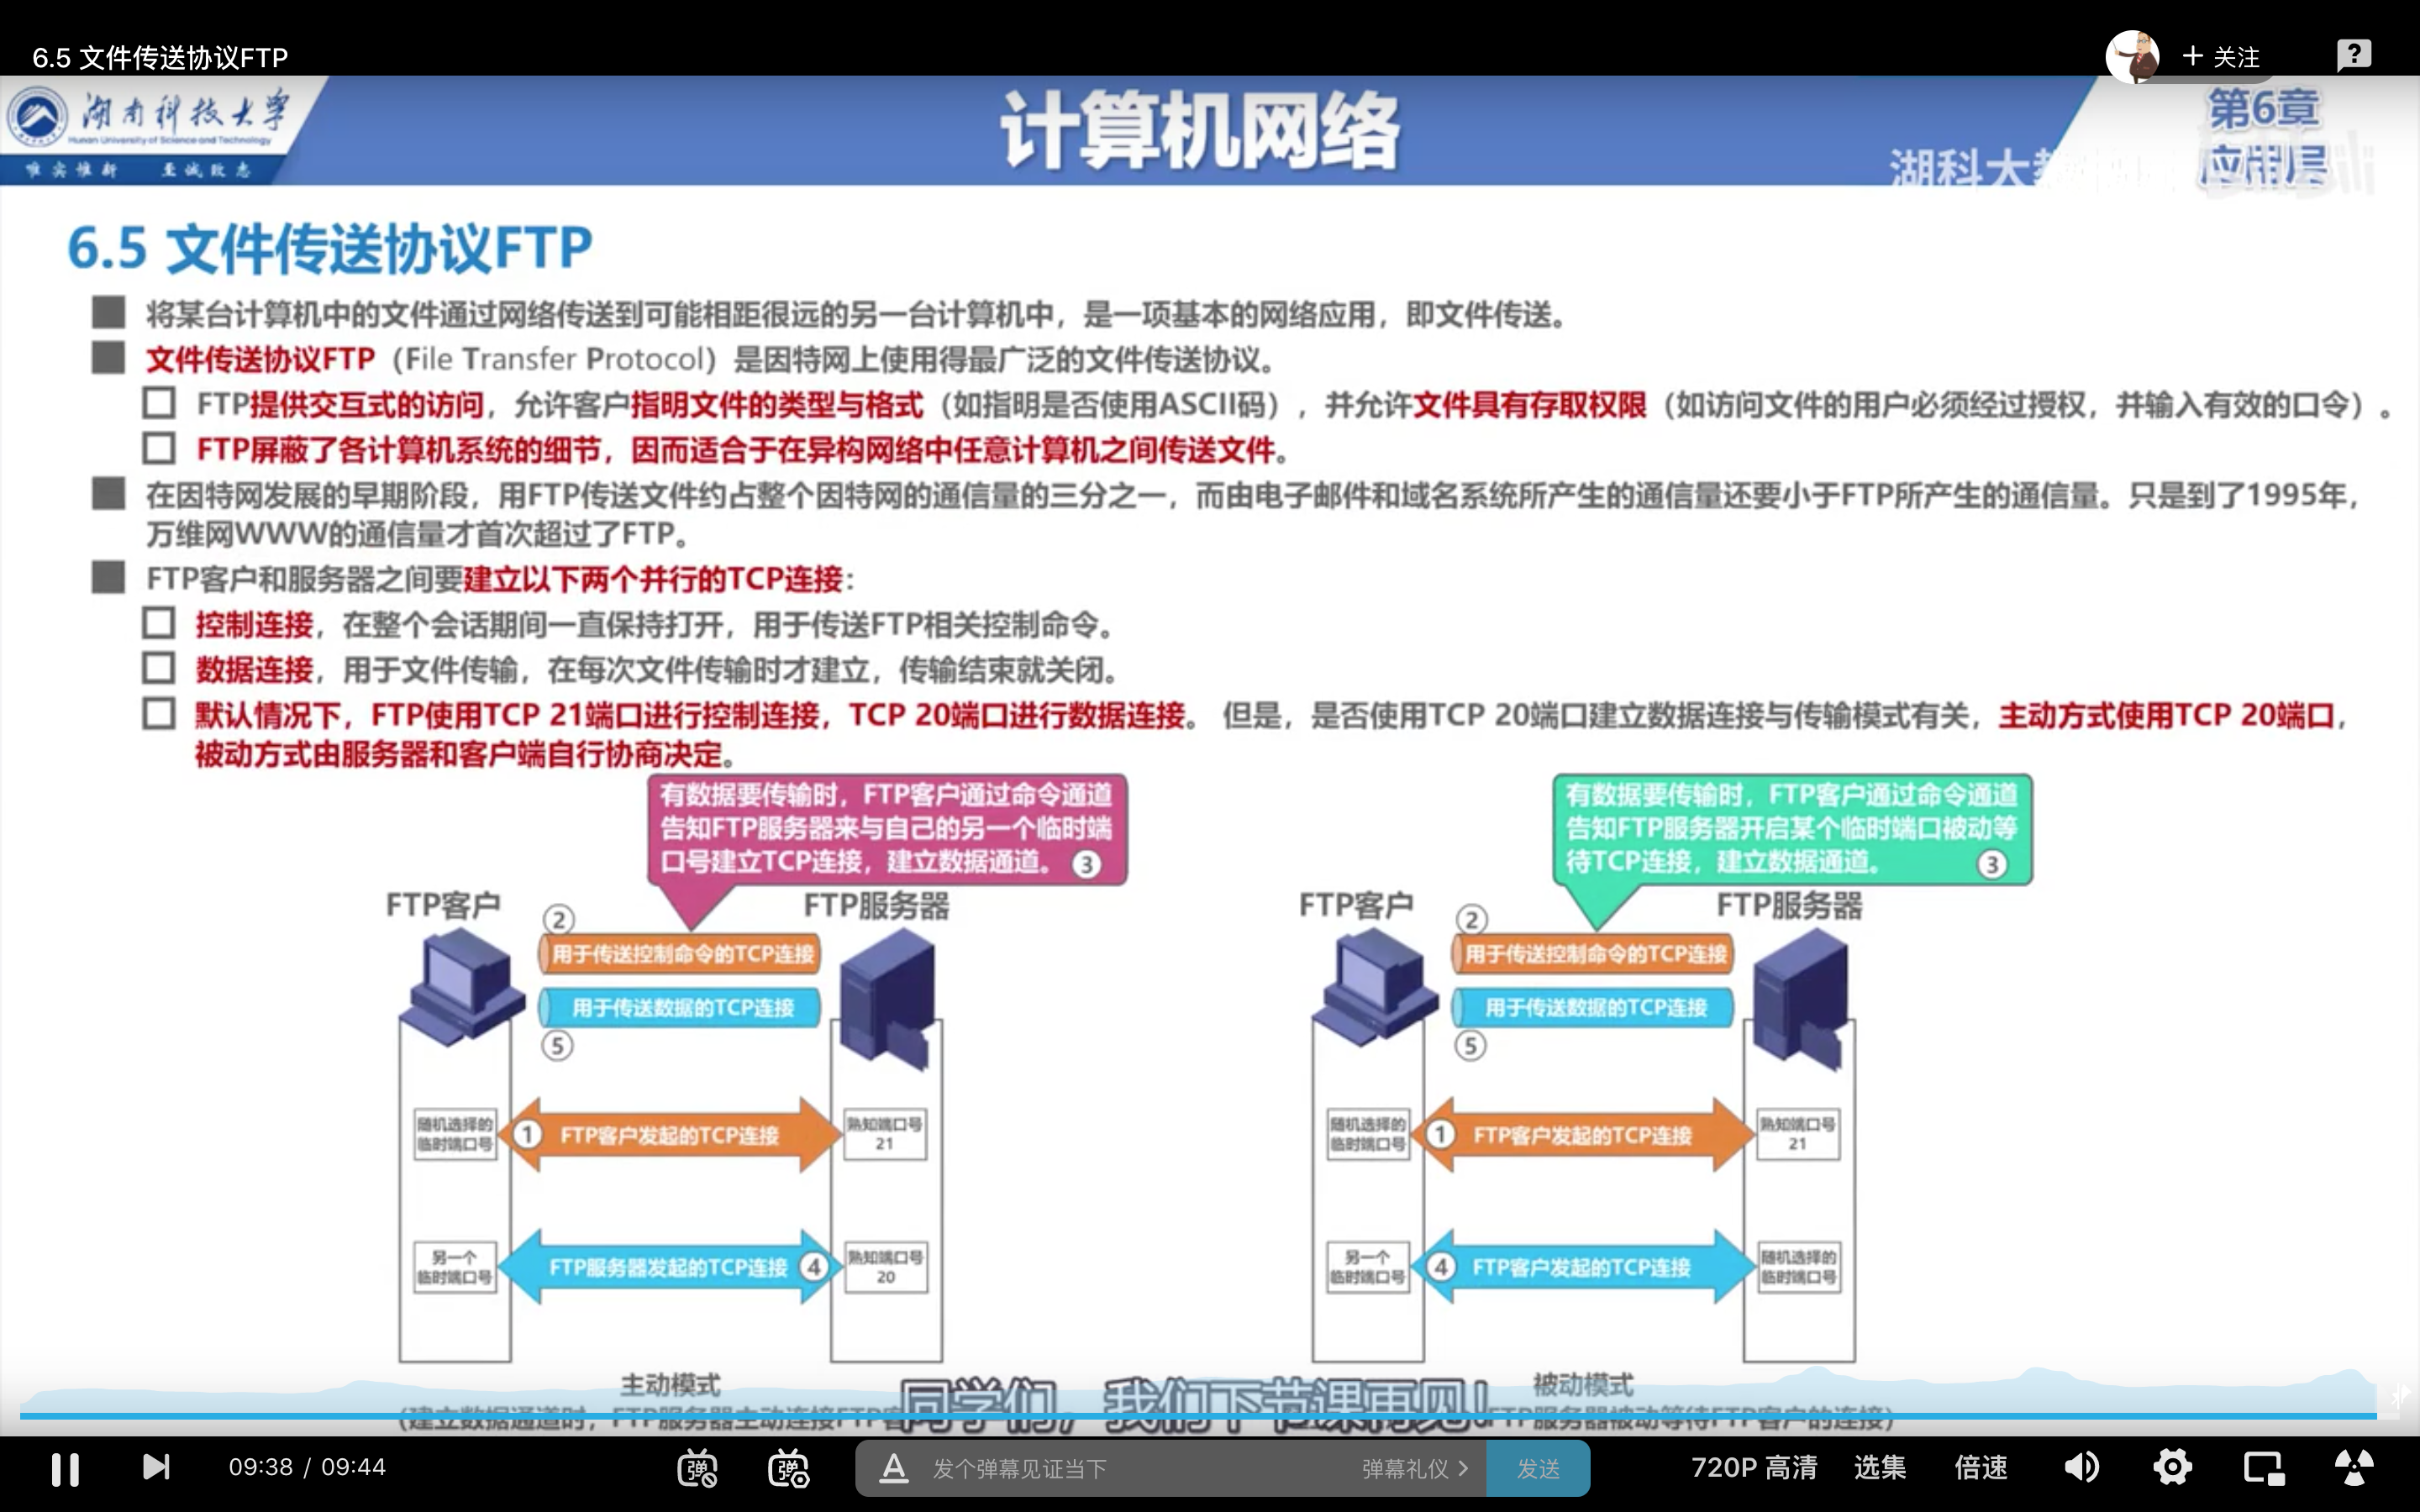 6.5 文件传送协议FTP
+ 关注
湖南科技大学
Hunan University of Science and Technology
唯实惟新 至诚致志
计算机网络
第6章
应用层
湖科大教
6.5 文件传送协议FTP
将某台计算机中的文件通过网络传送到可能相距很远的另一台计算机中，是一项基本的网络应用，即文件传送。
文件传送协议FTP（File Transfer Protocol）是因特网上使用得最广泛的文件传送协议。
FTP提供交互式的访问，允许客户指明文件的类型与格式（如指明是否使用ASCII码），并允许文件具有存取权限（如访问文件的用户必须经过授权，并输入有效的口令）。
FTP屏蔽了各计算机系统的细节，因而适合于在异构网络中任意计算机之间传送文件。
在因特网发展的早期阶段，用FTP传送文件约占整个因特网的通信量的三分之一，而由电子邮件和域名系统所产生的通信量还要小于FTP所产生的通信量。只是到了1995年，
万维网WWW的通信量才首次超过了FTP。
FTP客户和服务器之间要建立以下两个并行的TCP连接：
控制连接，在整个会话期间一直保持打开，用于传送FTP相关控制命令。
数据连接，用于文件传输，在每次文件传输时才建立，传输结束就关闭。
默认情况下，FTP使用TCP 21端口进行控制连接，TCP 20端口进行数据连接。 但是，是否使用TCP 20端口建立数据连接与传输模式有关，主动方式使用TCP 20端口，
被动方式由服务器和客户端自行协商决定。
有数据要传输时，FTP客户通过命令通道
告知FTP服务器来与自己的另一个临时端
口号建立TCP连接，建立数据通道。 ③
FTP客户
FTP服务器
②
用于传送控制命令的TCP连接
用于传送数据的TCP连接
⑤
随机选择的
临时端口号
① FTP客户发起的TCP连接
熟知端口号
21
另一个
临时端口号
FTP服务器发起的TCP连接 ④
熟知端口号
20
主动模式
(建立数据通道时，FTP服务器主动连接FTP客
有数据要传输时，FTP客户通过命令通道
告知FTP服务器开启某个临时端口被动等
待TCP连接，建立数据通道。 ③
FTP客户
FTP服务器
②
用于传送控制命令的TCP连接
用于传送数据的TCP连接
⑤
随机选择的
临时端口号
① FTP客户发起的TCP连接
熟知端口号
21
另一个
临时端口号
④ FTP客户发起的TCP连接
随机选择的
临时端口号
被动模式
FTP服务器被动等待FTP客户的连接)
同学们，我们下节课再见！
09:38 / 09:44
弹
弹
A
发个弹幕见证当下
弹幕礼仪 >
发送
720P 高清
选集
倍速